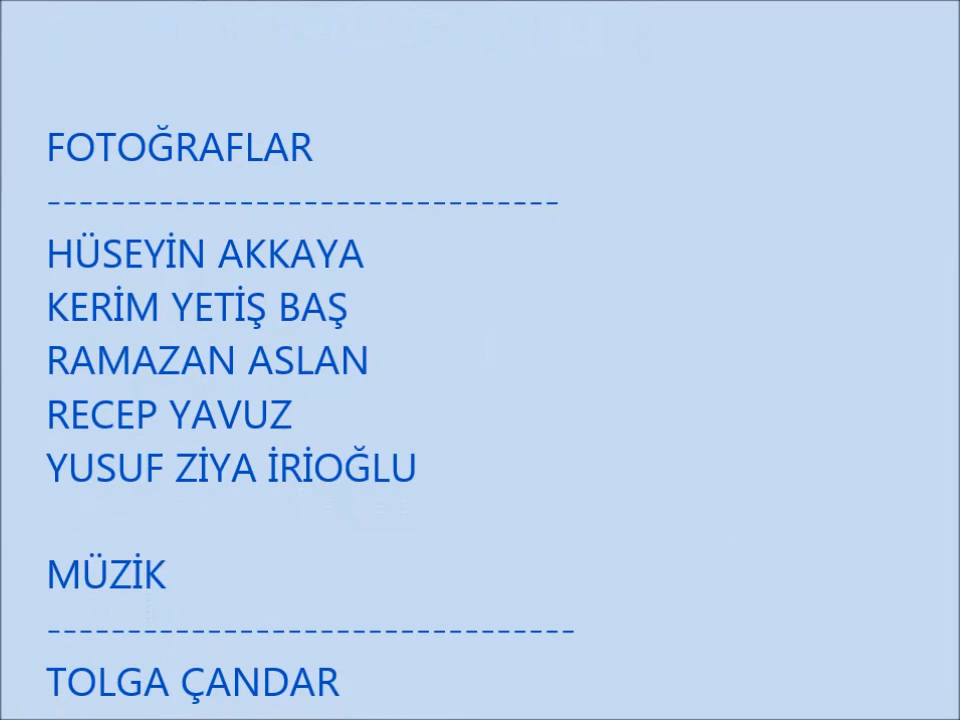 FOTOĞRAFLAR
--------------------------------
HÜSEYİN AKKAYA
KERİM YETİŞ BAŞ
RAMAZAN ASLAN
RECEP YAVUZ
YUSUF ZİYA İRİOĞLU
MÜZİK
---------------------------------
TOLGA ÇANDAR